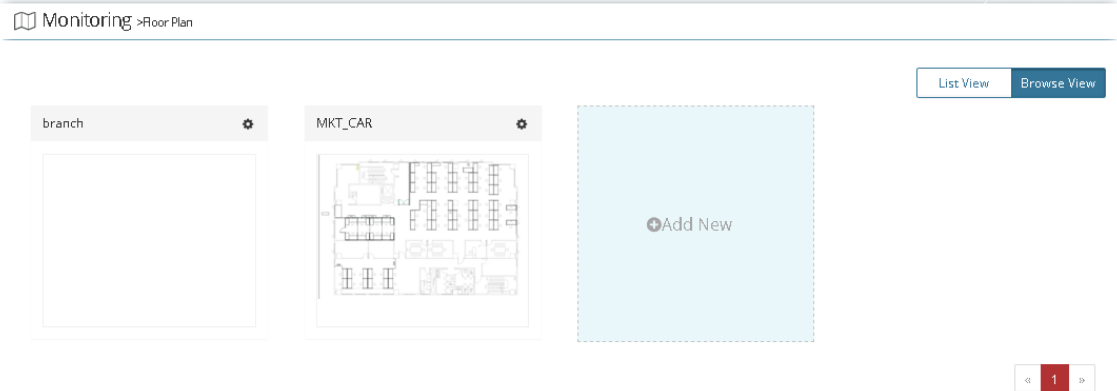 Monitoring >Floor Plan
List View Browse View
branch MKT_CAR
Add New
« 1 »